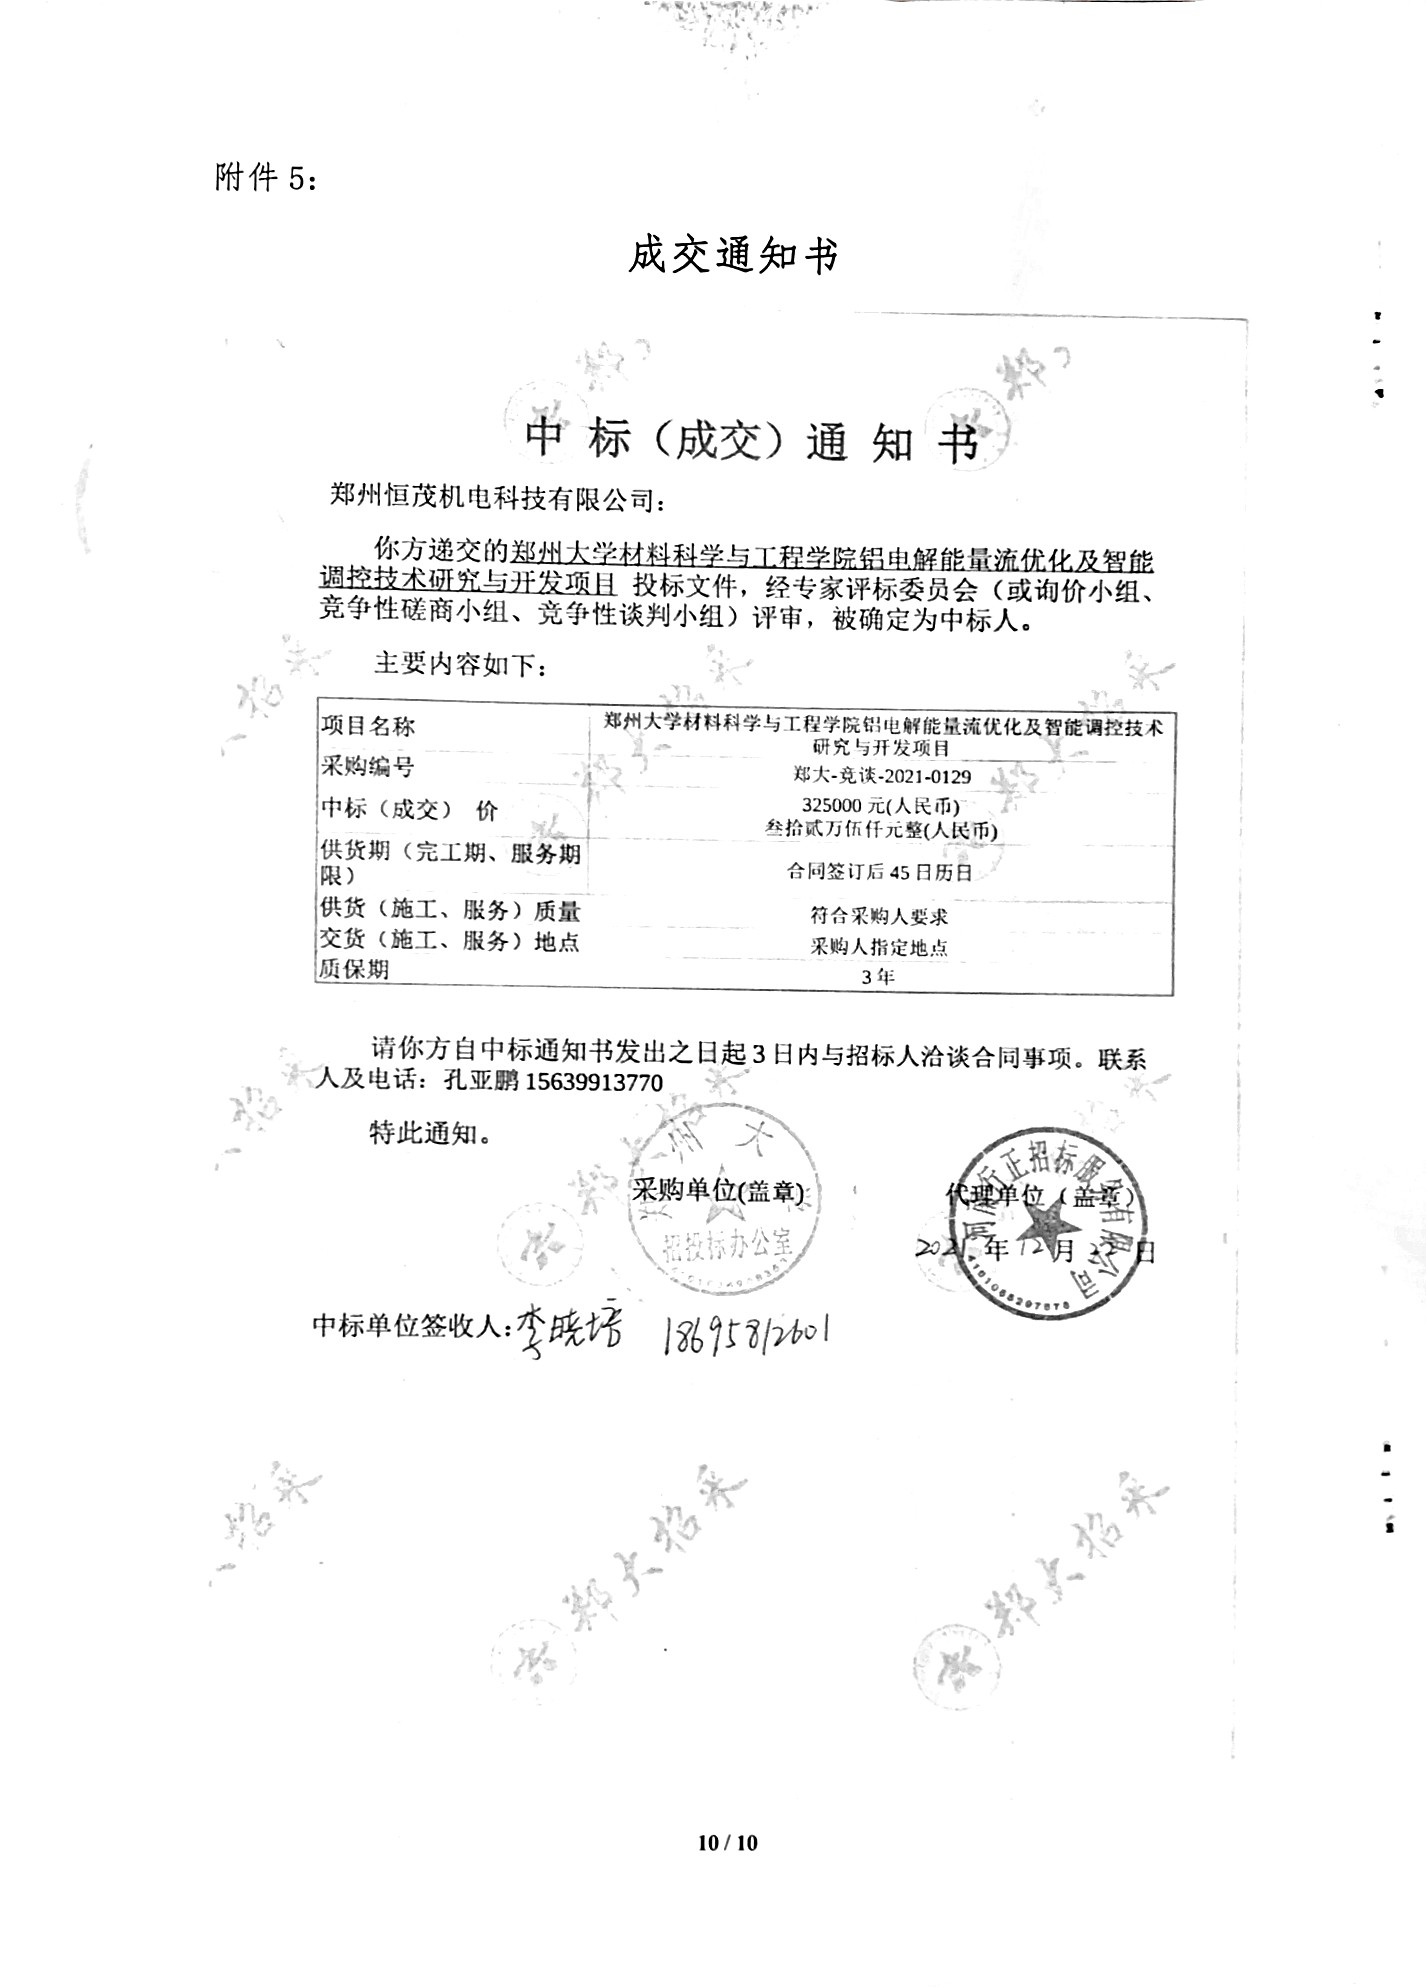 附件 5：
成交通知书
中 标（成交）通 知 书
郑州恒茂机电科技有限公司：
你方递交的郑州大学材料科学与工程学院铝电解能量流优化及智能
调控技术研究与开发项目 投标文件，经专家评标委员会（或询价小组、
竞争性磋商小组、竞争性谈判小组）评审，被确定为中标人。
主要内容如下：
项目名称
郑州大学材料科学与工程学院铝电解能量流优化及智能调控技术
研究与开发项目
采购编号
郑大-竞谈-2021-0129
中标（成交） 价
325000 元(人民币)
叁拾贰万伍仟元整(人民币)
供货期（完工期、服务期
限）
合同签订后 45 日历日
供货（施工、服务）质量
符合采购人要求
交货（施工、服务）地点
采购人指定地点
质保期
3 年
请你方自中标通知书发出之日起 3 日内与招标人洽谈合同事项。联系
人及电话：孔亚鹏 15639913770
特此通知。
采购单位(盖章)
招投标办公室
代理单位（盖章）
2021 年 12 月 22 日
中标单位签收人：李晓培 18695812601
郑大招采
郑大招采
10 / 10